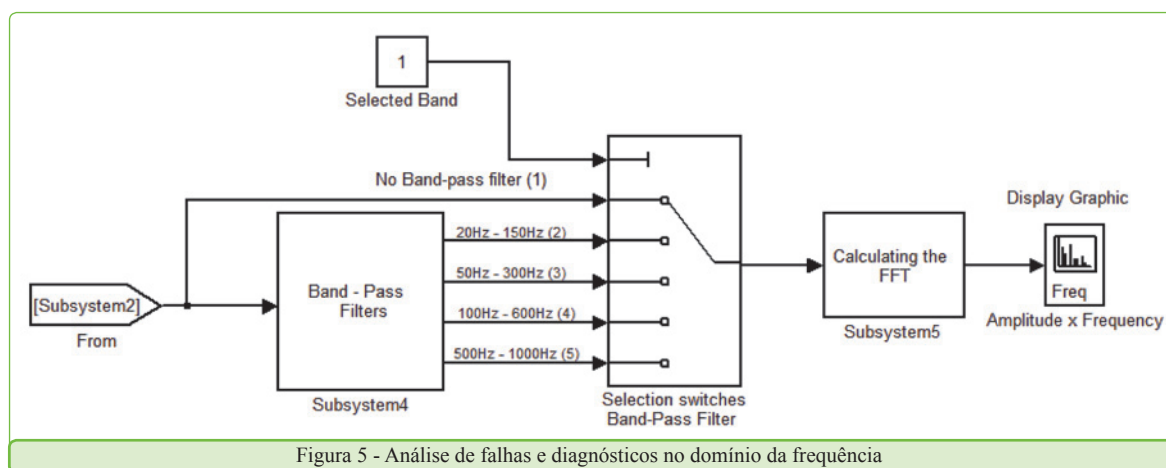 1
Selected Band
No Band-pass filter (1)
Display Graphic
20Hz - 150Hz (2)
50Hz - 300Hz (3)
100Hz - 600Hz (4)
500Hz - 1000Hz (5)
[Subsystem2]
From
Band - Pass
Filters
Subsystem4
Selection switches
Band-Pass Filter
Calculating the
FFT
Subsystem5
Freq
Amplitude x Frequency
Figura 5 - Análise de falhas e diagnósticos no domínio da frequência